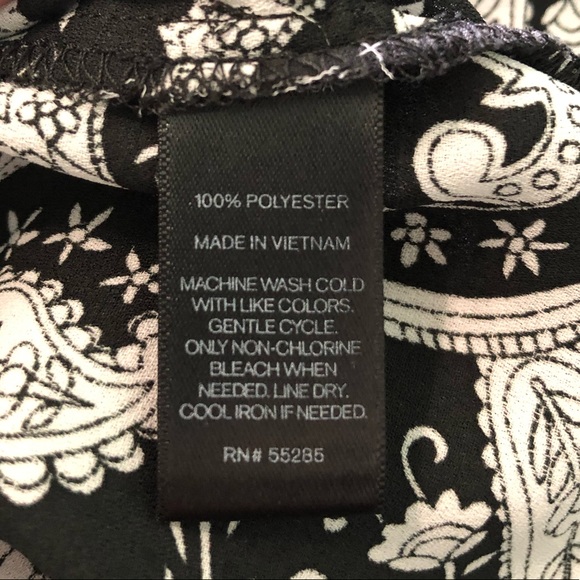 100% POLYESTER
MADE IN VIETNAM
MACHINE WASH COLD
WITH LIKE COLORS.
GENTLE CYCLE.
ONLY NON-CHLORINE
BLEACH WHEN
NEEDED. LINE DRY.
COOL IRON IF NEEDED.
RN# 55285